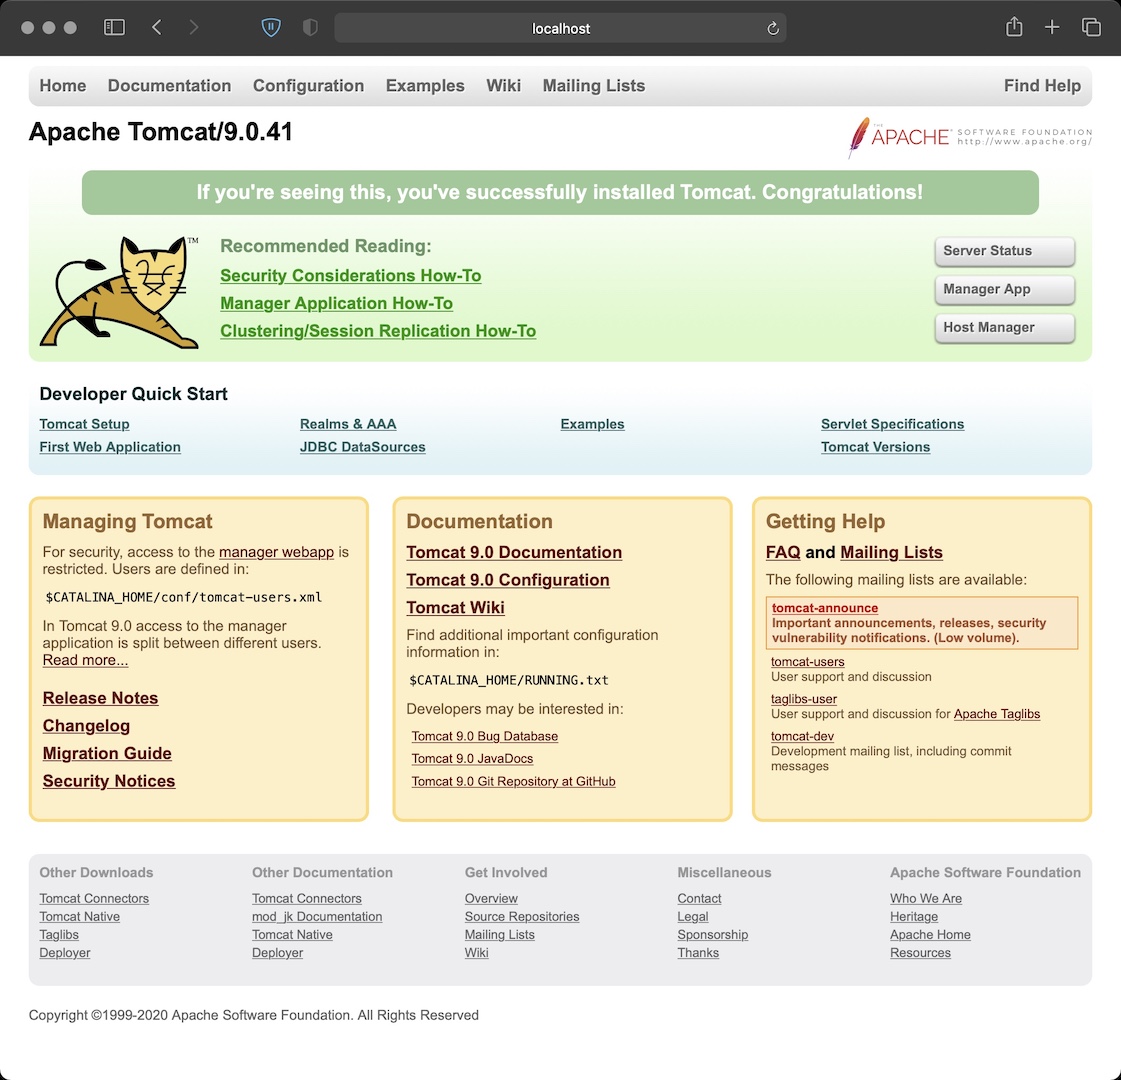 localhost
Home Documentation Configuration Examples Wiki Mailing Lists Find Help
Apache Tomcat/9.0.41
THE
APACHE SOFTWARE FOUNDATION
http://www.apache.org/
If you're seeing this, you've successfully installed Tomcat. Congratulations!
TM
Recommended Reading:
Security Considerations How-To
Manager Application How-To
Clustering/Session Replication How-To
Server Status
Manager App
Host Manager
Developer Quick Start
Tomcat Setup
First Web Application
Realms & AAA
JDBC DataSources
Examples
Servlet Specifications
Tomcat Versions
Managing Tomcat
For security, access to the manager webapp is
restricted. Users are defined in:
$CATALINA_HOME/conf/tomcat-users.xml
In Tomcat 9.0 access to the manager
application is split between different users.
Read more...
Release Notes
Changelog
Migration Guide
Security Notices
Documentation
Tomcat 9.0 Documentation
Tomcat 9.0 Configuration
Tomcat Wiki
Find additional important configuration
information in:
$CATALINA_HOME/RUNNING.txt
Developers may be interested in:
Tomcat 9.0 Bug Database
Tomcat 9.0 JavaDocs
Tomcat 9.0 Git Repository at GitHub
Getting Help
FAQ and Mailing Lists
The following mailing lists are available:
tomcat-announce
Important announcements, releases, security
vulnerability notifications. (Low volume).
tomcat-users
User support and discussion
taglibs-user
User support and discussion for Apache Taglibs
tomcat-dev
Development mailing list, including commit
messages
Other Downloads
Tomcat Connectors
Tomcat Native
Taglibs
Deployer
Other Documentation
Tomcat Connectors
mod_jk Documentation
Tomcat Native
Deployer
Get Involved
Overview
Source Repositories
Mailing Lists
Wiki
Miscellaneous
Contact
Legal
Sponsorship
Thanks
Apache Software Foundation
Who We Are
Heritage
Apache Home
Resources
Copyright ©1999-2020 Apache Software Foundation. All Rights Reserved